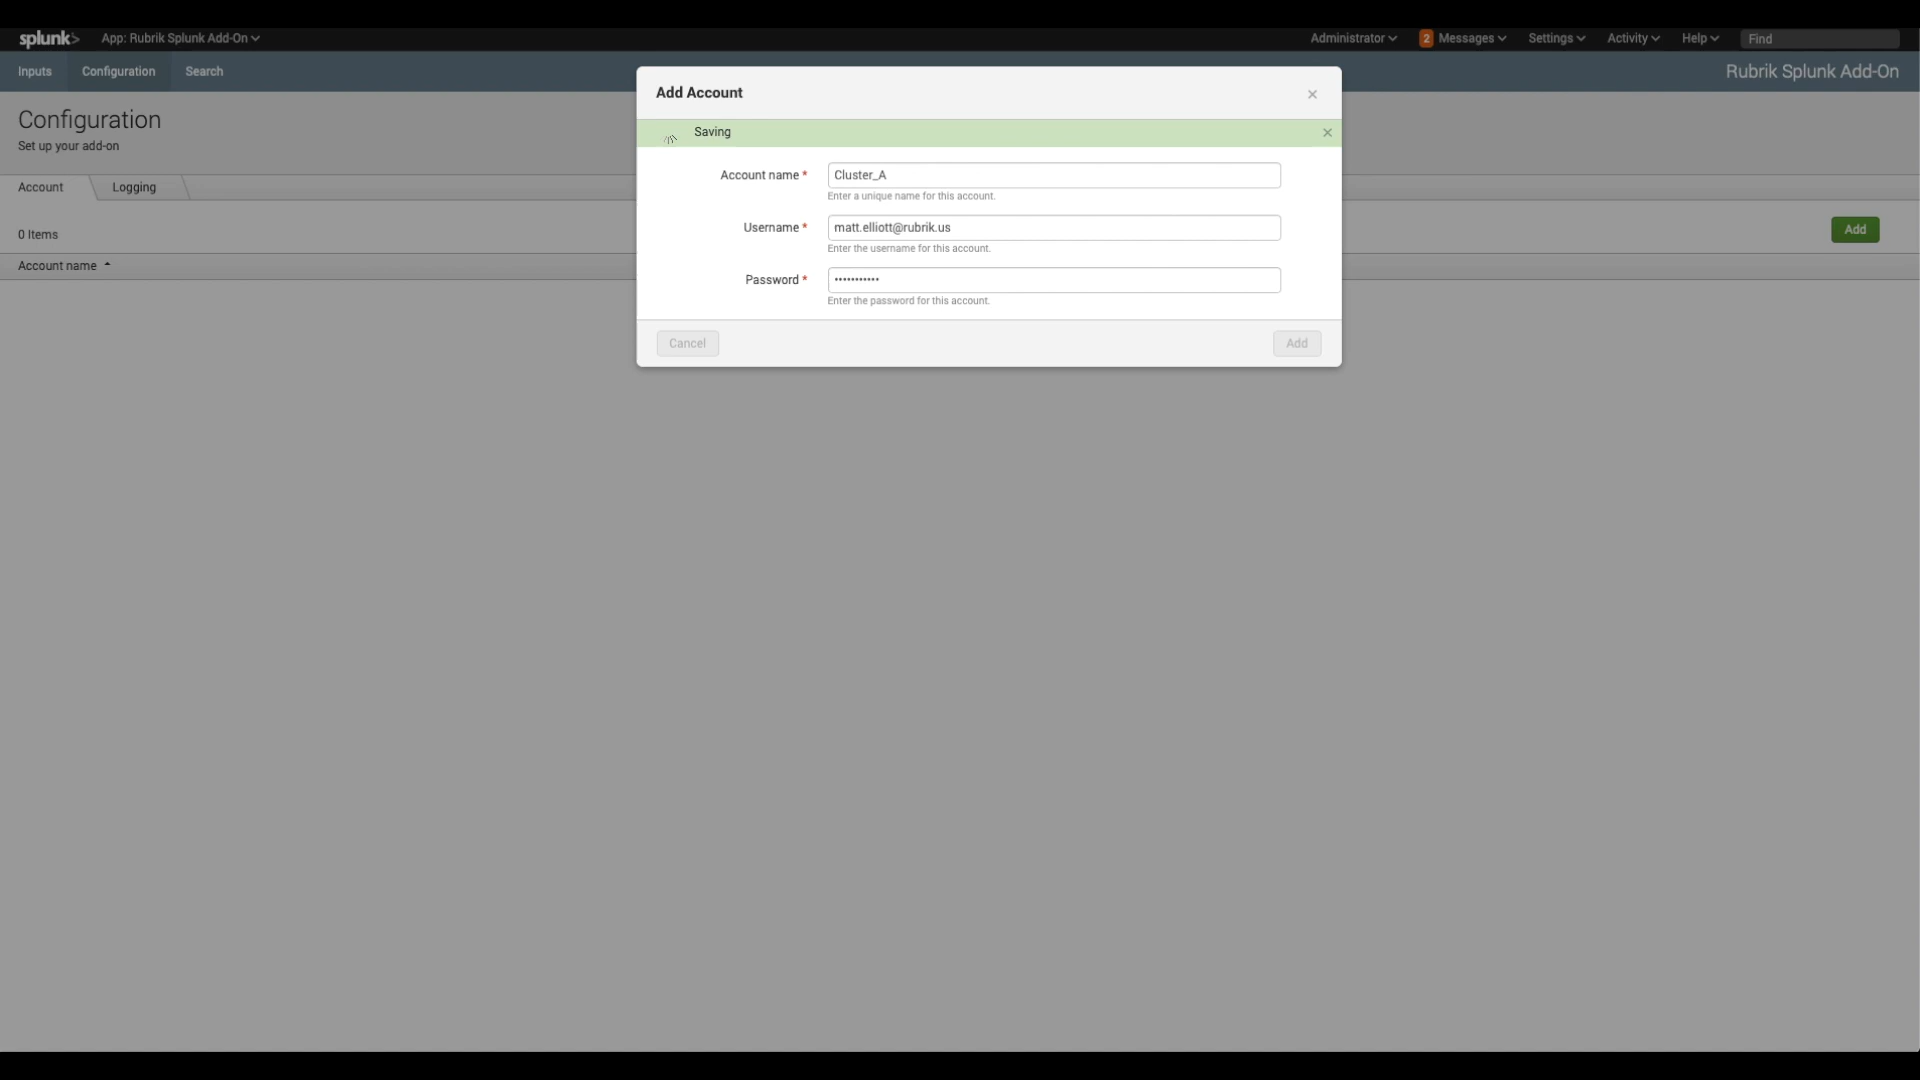 splunk> App: Rubrik Splunk Add-On Administrator 2 Messages Settings Activity Help Find
Inputs Configuration Search Rubrik Splunk Add-On
Add Account ×
Configuration
Set up your add-on
Saving ×
Account name * Cluster_A
Enter a unique name for this account.
Account Logging
Username * matt.elliott@rubrik.us
Enter the username for this account.
0 Items Add
Account name
Password * •••••••••••
Enter the password for this account.
Cancel Add